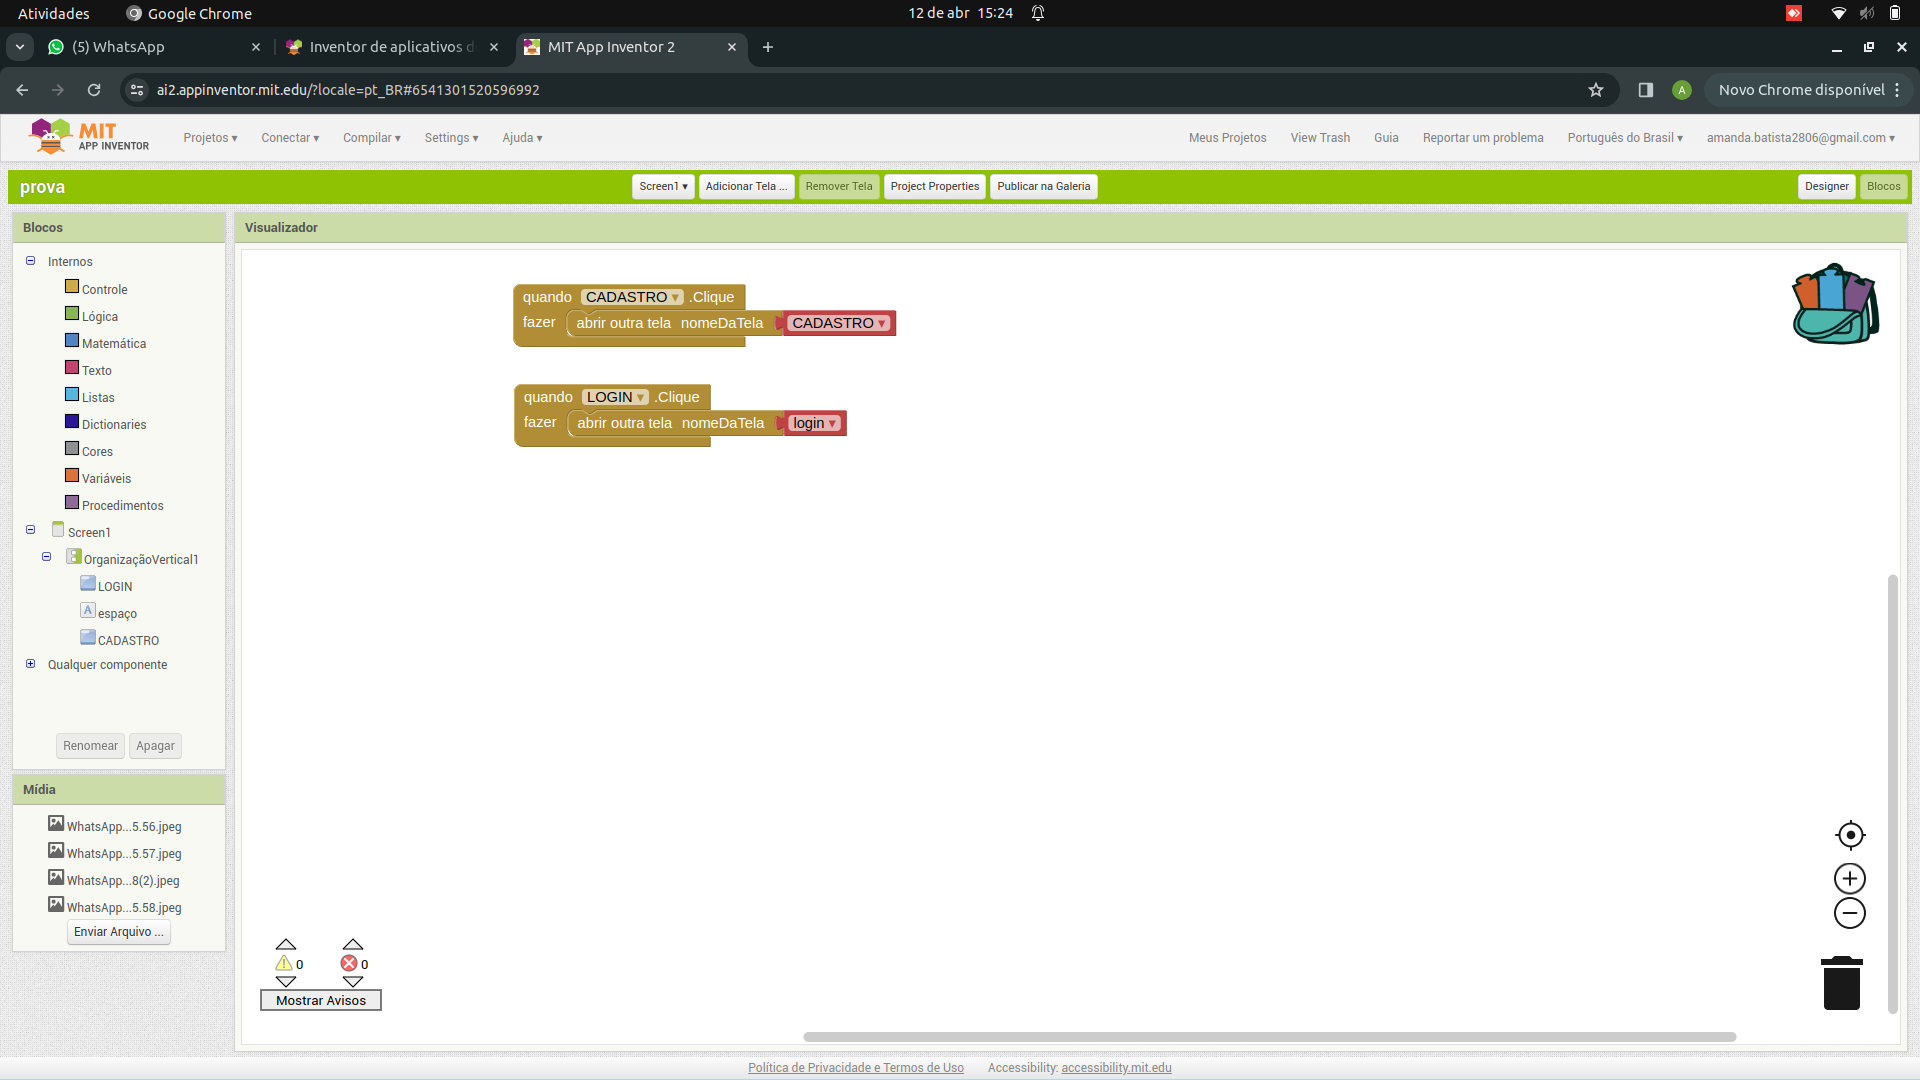 Atividades
Google Chrome
12 de abr 15:24
(5) WhatsApp
Inventor de aplicativos d
MIT App Inventor 2
ai2.appinventor.mit.edu/?locale=pt_BR#6541301520596992
A
Novo Chrome disponível
MIT
APP INVENTOR
Projetos ▾
Conectar ▾
Compilar ▾
Settings ▾
Ajuda ▾
Meus Projetos
View Trash
Guia
Reportar um problema
Português do Brasil ▾
amanda.batista2806@gmail.com ▾
prova
Screen1 ▾
Adicionar Tela ...
Remover Tela
Project Properties
Publicar na Galeria
Designer
Blocos
Blocos
Internos
Controle
Lógica
Matemática
Texto
Listas
Dictionaries
Cores
Variáveis
Procedimentos
Screen1
OrganizaçãoVertical1
LOGIN
A espaço
CADASTRO
Qualquer componente
Renomear
Apagar
Mídia
WhatsApp...5.56.jpeg
WhatsApp...5.57.jpeg
WhatsApp...8(2).jpeg
WhatsApp...5.58.jpeg
Enviar Arquivo ...
Visualizador
quando CADASTRO ▾ .Clique
fazer abrir outra tela nomeDaTela CADASTRO ▾
quando LOGIN ▾ .Clique
fazer abrir outra tela nomeDaTela login ▾
0
0
Mostrar Avisos
Política de Privacidade e Termos de Uso
Accessibility: accessibility.mit.edu